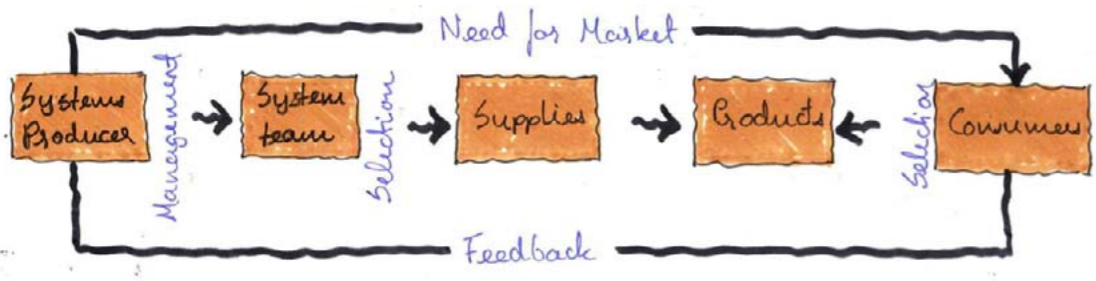 Need for Market
Systems
Producer
Management
System
team
Selection
Supplies
Products
Selection
Consumer
Feedback